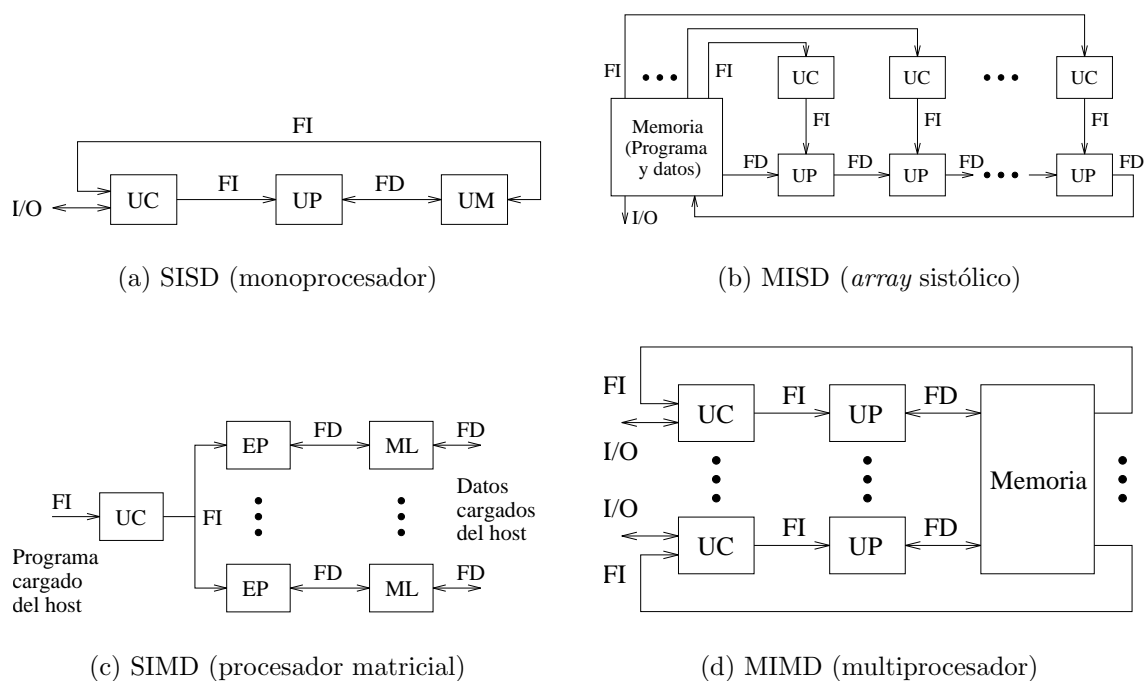 FI
I/O
UC
FI
UP
FD
UM
(a) SISD (monoprocesador)
FI
FI
UC
UC
UC
Memoria
(Programa
y datos)
FI
FI
FI
FD
UP
FD
UP
FD
UP
FD
I/O
(b) MISD (array sistólico)
FI
UC
FI
EP
FD
ML
FD
Programa
cargado
del host
Datos
cargados
del host
EP
FD
ML
FD
(c) SIMD (procesador matricial)
FI
UC
FI
UP
FD
I/O
Memoria
I/O
UC
FI
UP
FD
FI
(d) MIMD (multiprocesador)